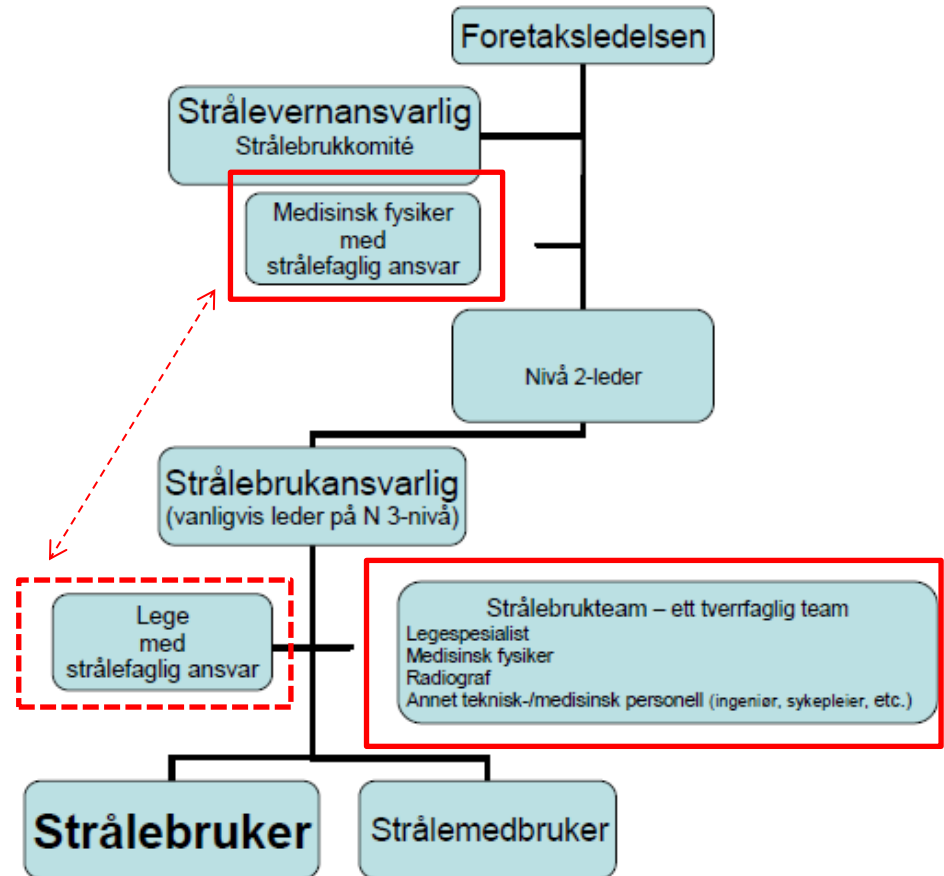 Foretaksledelsen
Strålevernansvarlig
Strålebrukkomité
Medisinsk fysiker
med
strålefaglig ansvar
Nivå 2-leder
Strålebrukansvarlig
(vanligvis leder på N 3-nivå)
Lege
med
strålefaglig ansvar
Strålebrukteam – ett tverrfaglig team
Legespesialist
Medisinsk fysiker
Radiograf
Annet teknisk-/medisinsk personell (ingeniør, sykepleier, etc.)
Strålebruker
Strålemedbruker